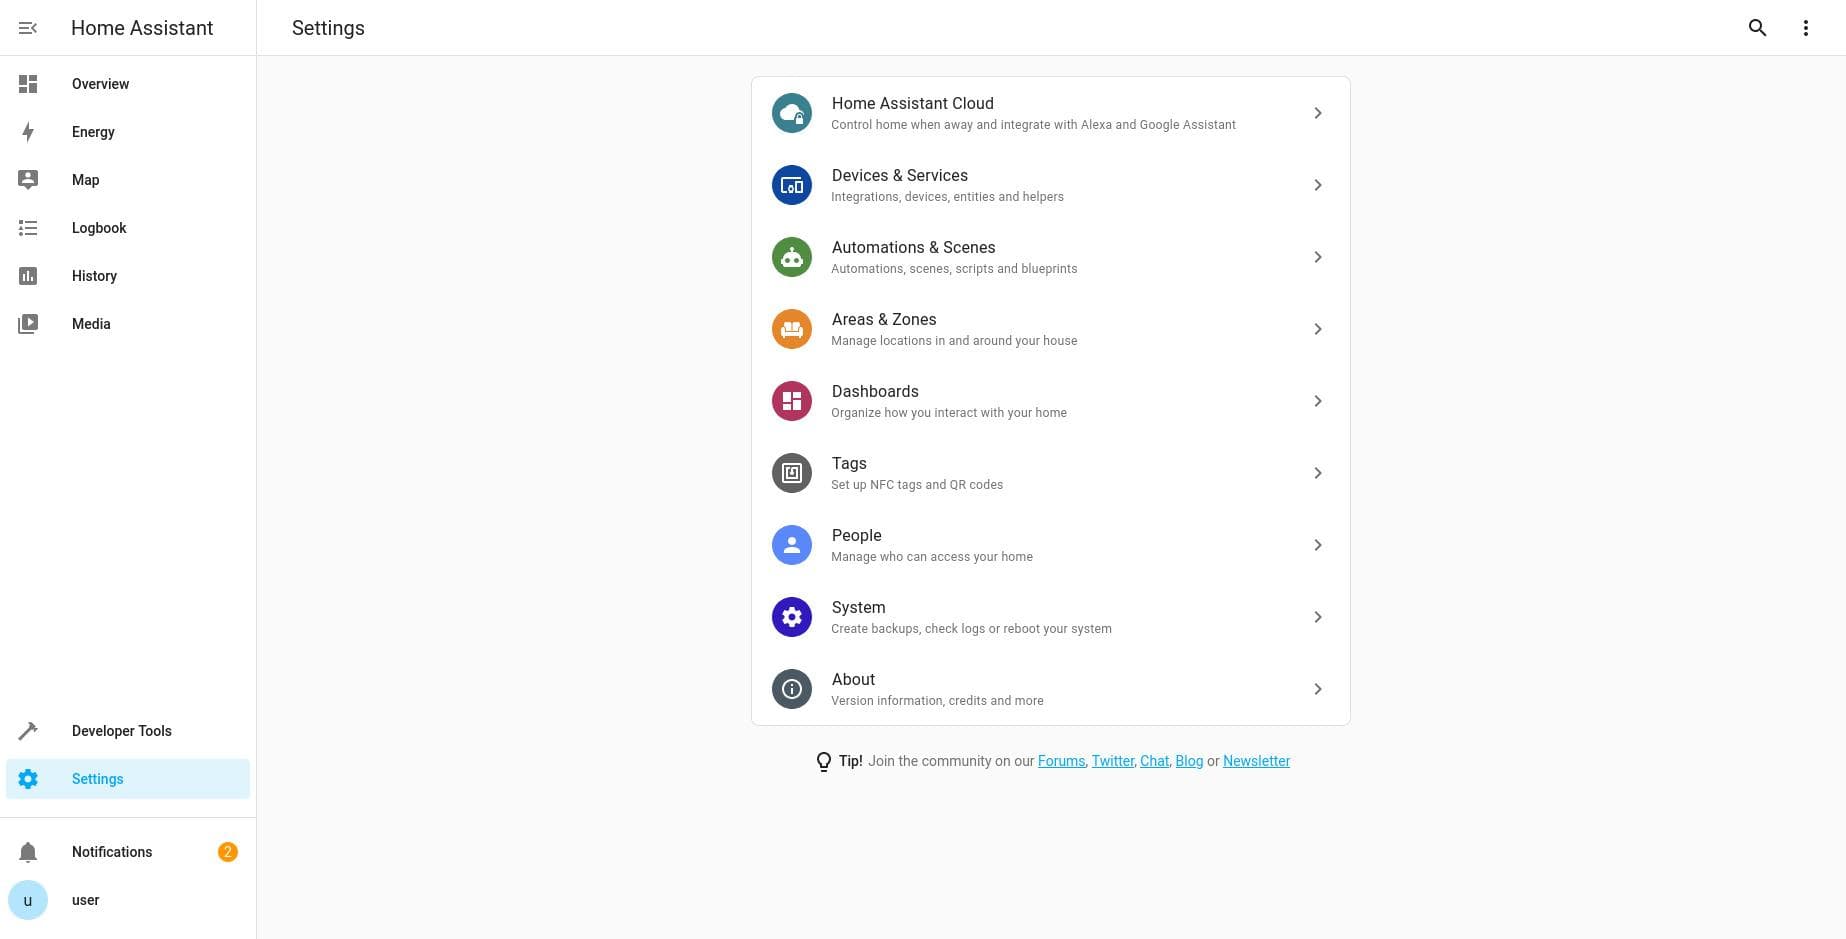 Home Assistant
Settings
Overview
Energy
Map
Logbook
History
Media
Developer Tools
Settings
Notifications
2
u
user
Home Assistant Cloud
Control home when away and integrate with Alexa and Google Assistant
Devices & Services
Integrations, devices, entities and helpers
Automations & Scenes
Automations, scenes, scripts and blueprints
Areas & Zones
Manage locations in and around your house
Dashboards
Organize how you interact with your home
Tags
Set up NFC tags and QR codes
People
Manage who can access your home
System
Create backups, check logs or reboot your system
About
Version information, credits and more
Tip! Join the community on our Forums, Twitter, Chat, Blog or Newsletter